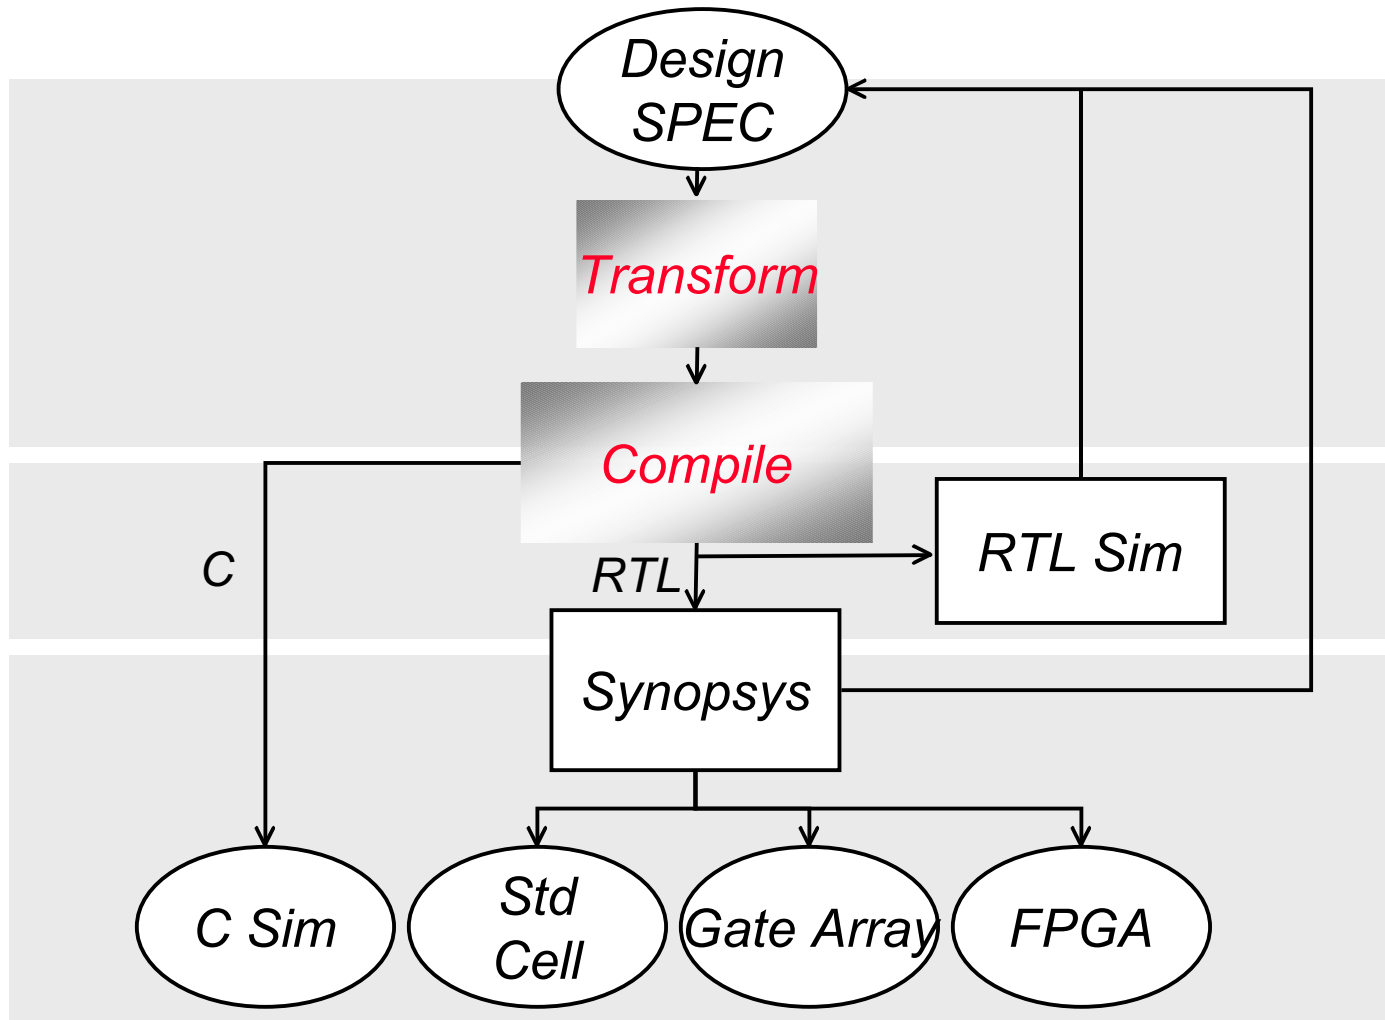 Design
SPEC
Transform
Compile
C
RTL
RTL Sim
Synopsys
C Sim
Std
Cell
Gate Array
FPGA